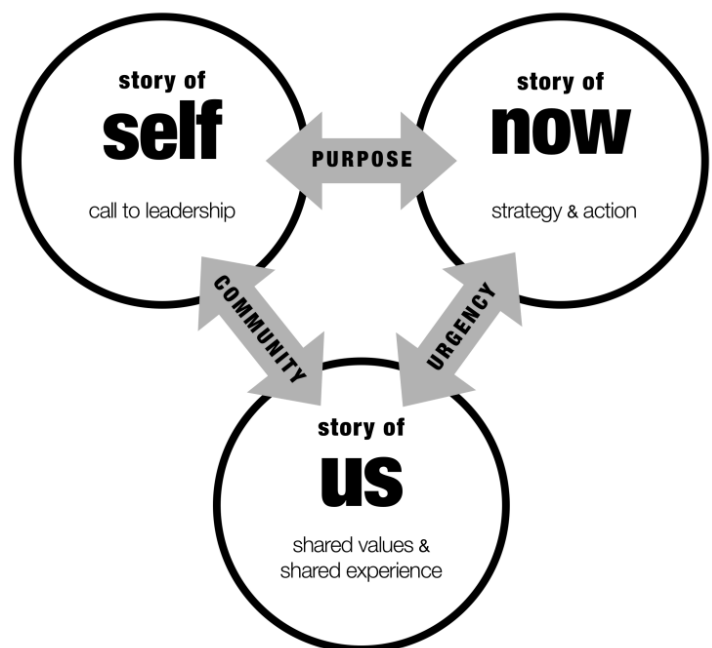 story of
self
call to leadership
PURPOSE
story of
now
strategy & action
COMMUNITY
URGENCY
story of
us
shared values &
shared experience